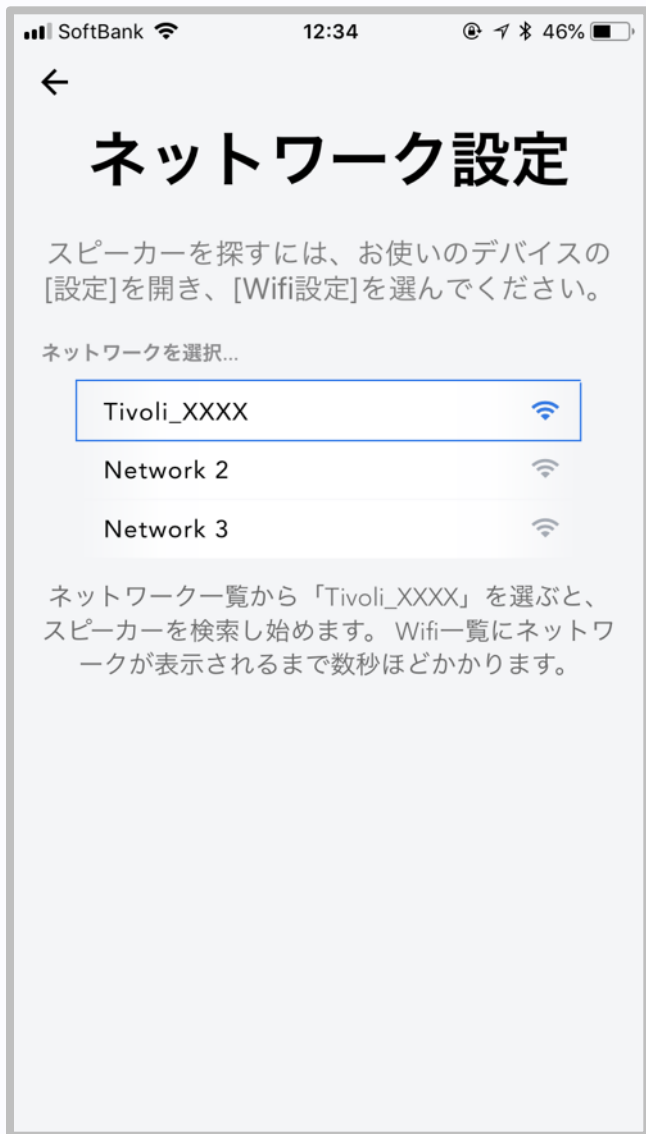 SoftBank 12:34 46%
ネットワーク設定
スピーカーを探すには、お使いのデバイスの
[設定]を開き、[Wifi設定]を選んでください。
ネットワークを選択...
Tivoli_XXXX
Network 2
Network 3
ネットワーク一覧から「Tivoli_XXXX」を選ぶと、
スピーカーを検索し始めます。 Wifi一覧にネットワ
ークが表示されるまで数秒ほどかかります。